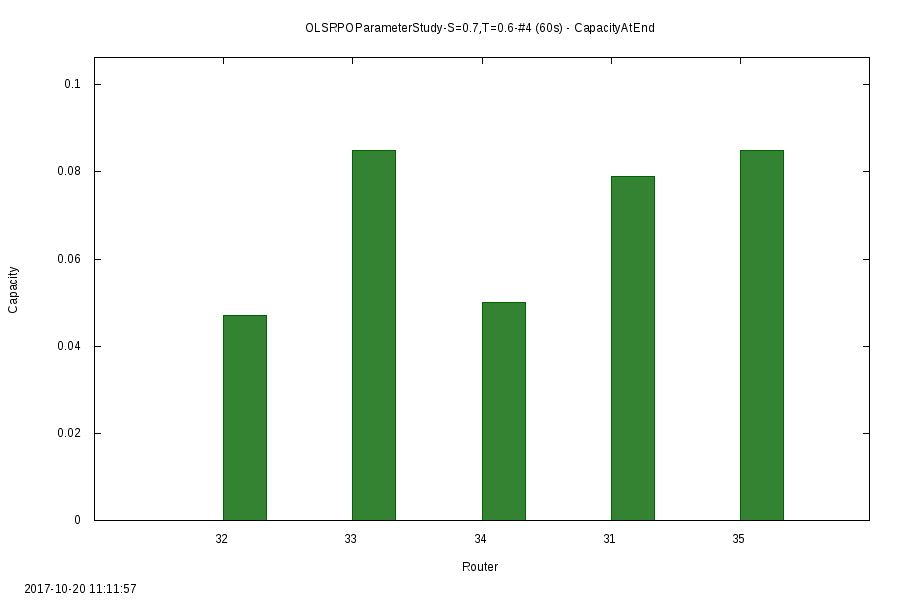 OLSRPOParameterStudy-S=0.7,T=0.6-#4 (60s) - CapacityAtEnd
0.1
0.08
0.06
0.04
0.02
0
Capacity
32 33 34 31 35
Router
2017-10-20 11:11:57